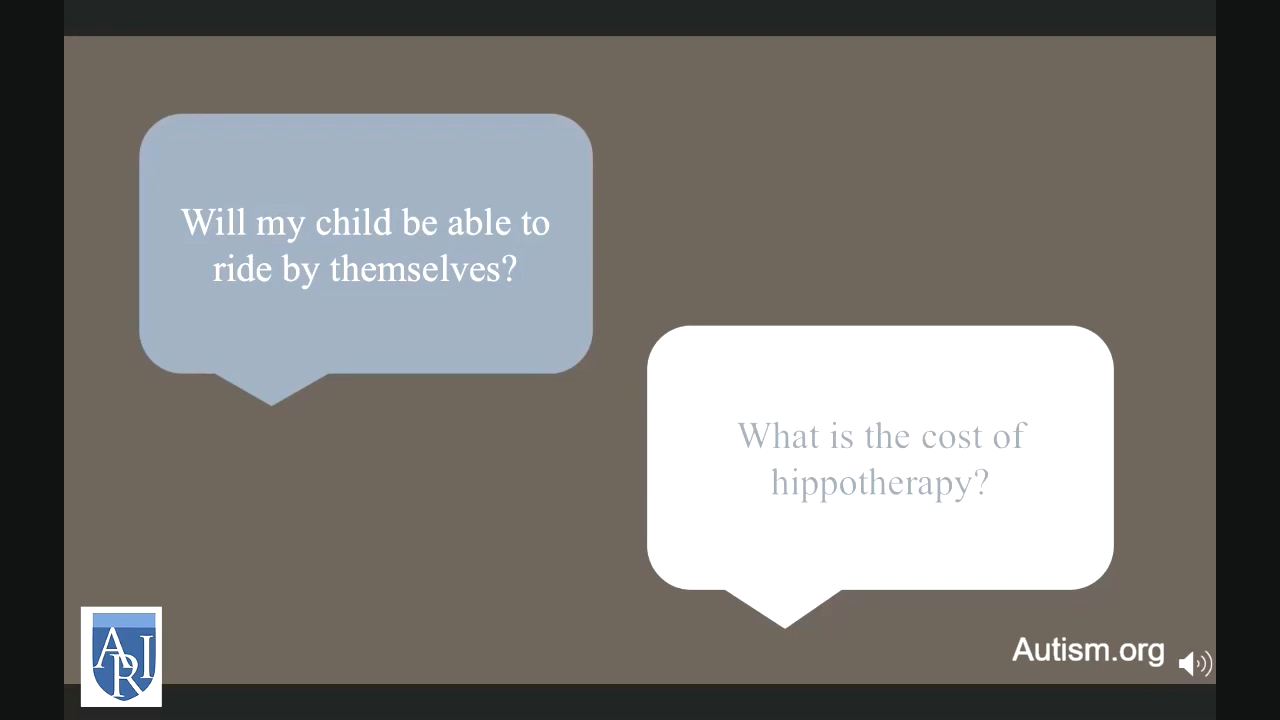 Will my child be able to
ride by themselves?
What is the cost of
hippotherapy?
ARI
Autism.org